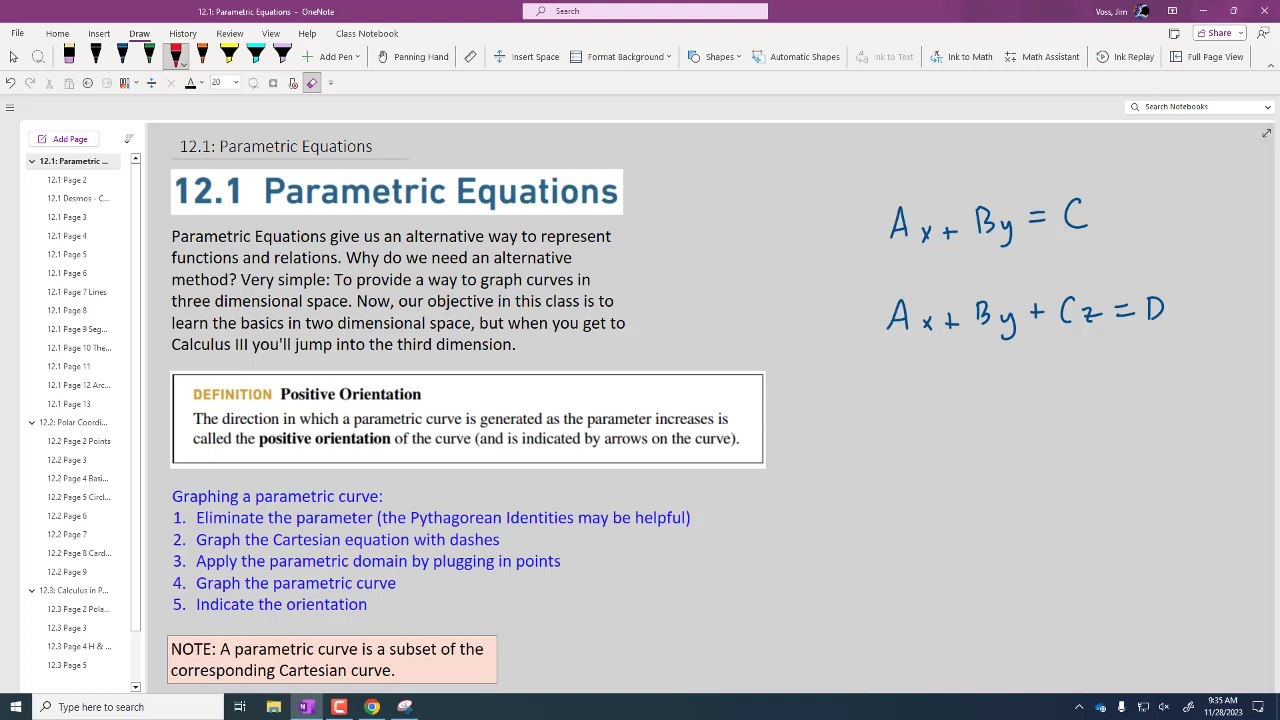 12.1: Parametric Equations - OneNote
Search
Voss, Jim
File Home Insert Draw History Review View Help Class Notebook
Share
Add Pen
Panning Hand
Insert Space
Format Background
Shapes
Automatic Shapes
Ink to Text
Ink to Math
Math Assistant
Ink Replay
Full Page View
20
Search Notebooks
Add Page
12.1: Parametric ...
12.1 Page 2
12.1 Desmos - C...
12.1 Page 3
12.1 Page 4
12.1 Page 5
12.1 Page 6
12.1 Page 7 Lines
12.1 Page 8
12.1 Page 9 Seg...
12.1 Page 10 The...
12.1 Page 11
12.1 Page 12 Arc...
12.1 Page 13
12.2: Polar Coordi...
12.2 Page 2 Points
12.2 Page 3
12.2 Page 4 Basi...
12.2 Page 5 Circl...
12.2 Page 6
12.2 Page 7
12.2 Page 8 Card...
12.2 Page 9
12.3: Calculus in P...
12.3 Page 2 Pola...
12.3 Page 3
12.3 Page 4 H & ...
12.3 Page 5
12.1: Parametric Equations
12.1 Parametric Equations
Parametric Equations give us an alternative way to represent
functions and relations. Why do we need an alternative
method? Very simple: To provide a way to graph curves in
three dimensional space. Now, our objective in this class is to
learn the basics in two dimensional space, but when you get to
Calculus III you'll jump into the third dimension.
DEFINITION Positive Orientation
The direction in which a parametric curve is generated as the parameter increases is
called the positive orientation of the curve (and is indicated by arrows on the curve).
Graphing a parametric curve:
1. Eliminate the parameter (the Pythagorean Identities may be helpful)
2. Graph the Cartesian equation with dashes
3. Apply the parametric domain by plugging in points
4. Graph the parametric curve
5. Indicate the orientation
NOTE: A parametric curve is a subset of the
corresponding Cartesian curve.
Ax + By = C
Ax + By + Cz = D
Type here to search
9:35 AM
11/28/2023